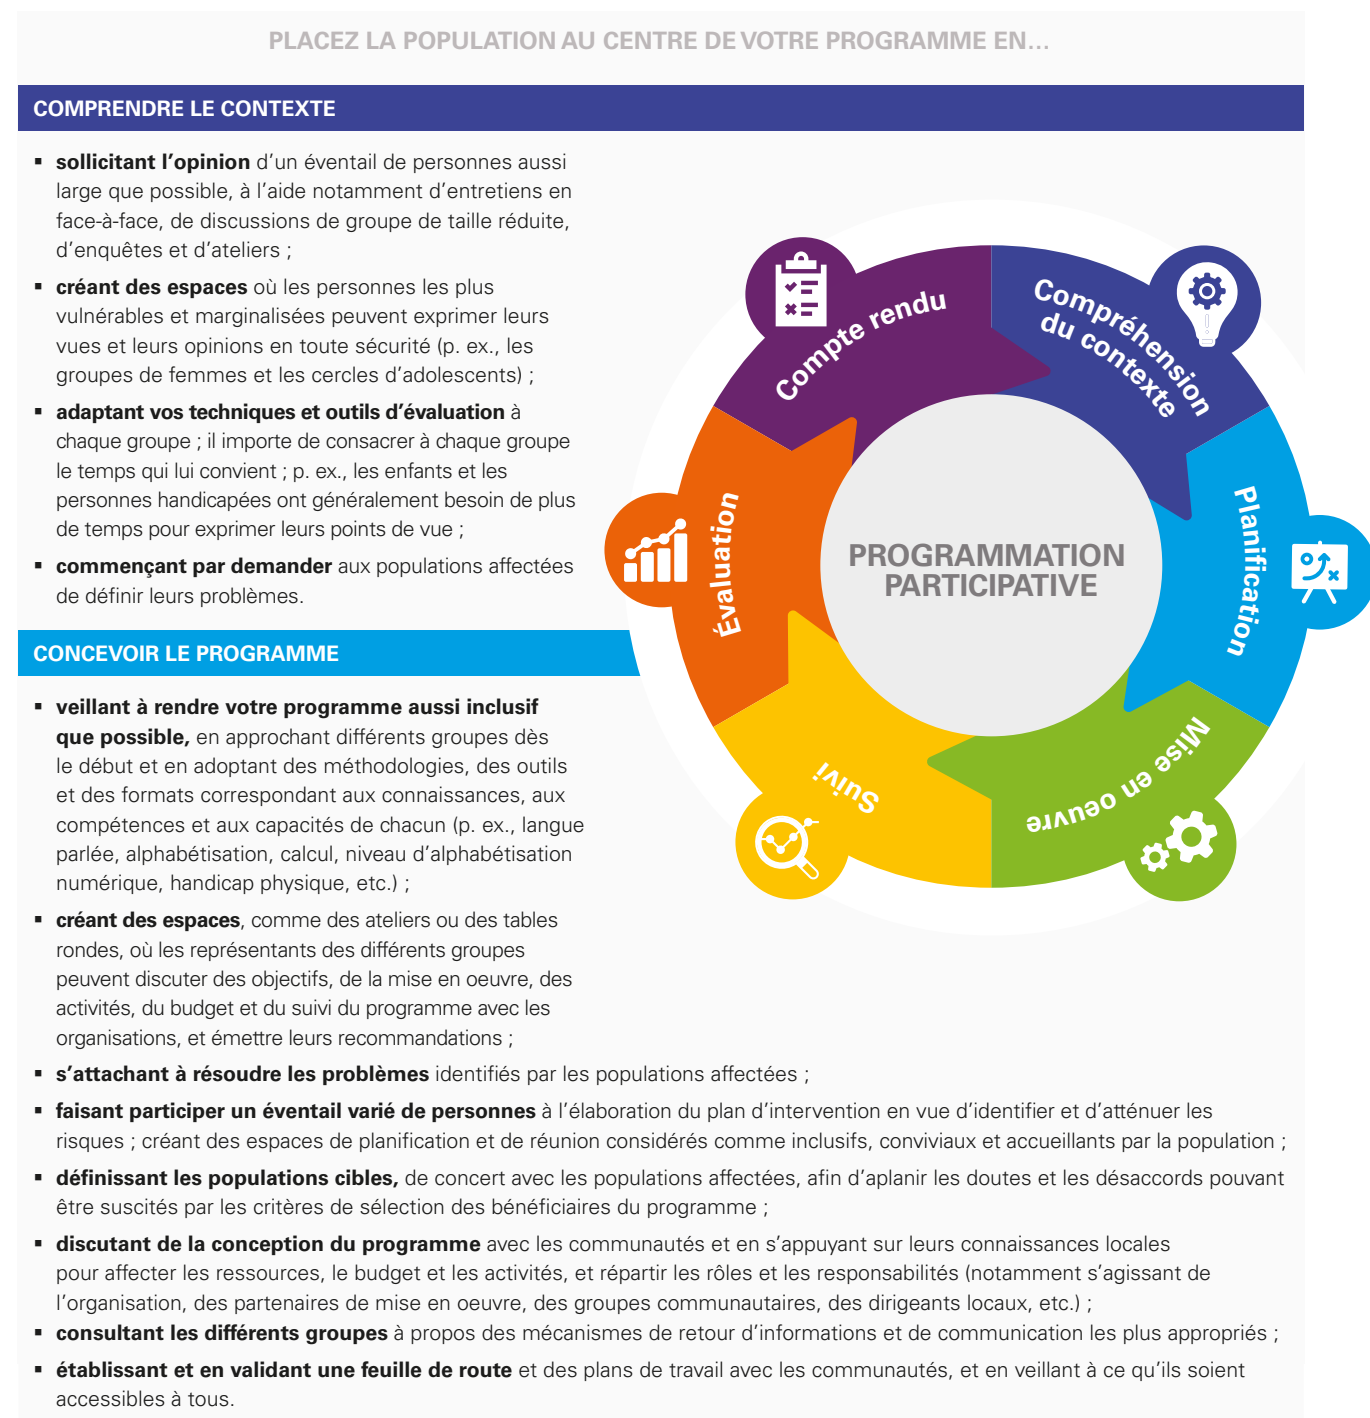 PLACEZ LA POPULATION AU CENTRE DE VOTRE PROGRAMME EN…
COMPRENDRE LE CONTEXTE
▪ sollicitant l’opinion d’un éventail de personnes aussi
large que possible, à l’aide notamment d’entretiens en
face-à-face, de discussions de groupe de taille réduite,
d’enquêtes et d’ateliers ;
▪ créant des espaces où les personnes les plus
vulnérables et marginalisées peuvent exprimer leurs
vues et leurs opinions en toute sécurité (p. ex., les
groupes de femmes et les cercles d’adolescents) ;
▪ adaptant vos techniques et outils d’évaluation à
chaque groupe ; il importe de consacrer à chaque groupe
le temps qui lui convient ; p. ex., les enfants et les
personnes handicapées ont généralement besoin de plus
de temps pour exprimer leurs points de vue ;
▪ commençant par demander aux populations affectées
de définir leurs problèmes.
Compréhension
du contexte
Planification
Mise en oeuvre
Suivi
Évaluation
Compte rendu
PROGRAMMATION
PARTICIPATIVE
CONCEVOIR LE PROGRAMME
▪ veillant à rendre votre programme aussi inclusif
que possible, en approchant différents groupes dès
le début et en adoptant des méthodologies, des outils
et des formats correspondant aux connaissances, aux
compétences et aux capacités de chacun (p. ex., langue
parlée, alphabétisation, calcul, niveau d’alphabétisation
numérique, handicap physique, etc.) ;
▪ créant des espaces, comme des ateliers ou des tables
rondes, où les représentants des différents groupes
peuvent discuter des objectifs, de la mise en oeuvre, des
activités, du budget et du suivi du programme avec les
organisations, et émettre leurs recommandations ;
▪ s’attachant à résoudre les problèmes identifiés par les populations affectées ;
▪ faisant participer un éventail varié de personnes à l’élaboration du plan d’intervention en vue d’identifier et d’atténuer les
risques ; créant des espaces de planification et de réunion considérés comme inclusifs, conviviaux et accueillants par la population ;
▪ définissant les populations cibles, de concert avec les populations affectées, afin d’aplanir les doutes et les désaccords pouvant
être suscités par les critères de sélection des bénéficiaires du programme ;
▪ discutant de la conception du programme avec les communautés et en s’appuyant sur leurs connaissances locales
pour affecter les ressources, le budget et les activités, et répartir les rôles et les responsabilités (notamment s’agissant de
l’organisation, des partenaires de mise en oeuvre, des groupes communautaires, des dirigeants locaux, etc.) ;
▪ consultant les différents groupes à propos des mécanismes de retour d’informations et de communication les plus appropriés ;
▪ établissant et en validant une feuille de route et des plans de travail avec les communautés, et en veillant à ce qu’ils soient
accessibles à tous.